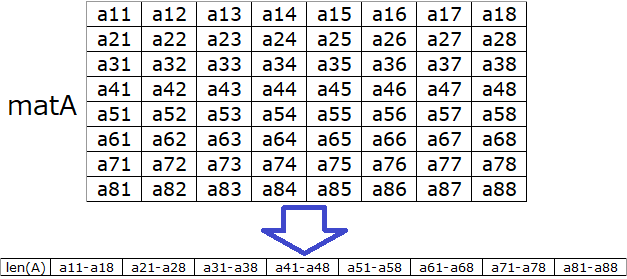 a11 a12 a13 a14 a15 a16 a17 a18
a21 a22 a23 a24 a25 a26 a27 a28
a31 a32 a33 a34 a35 a36 a37 a38
a41 a42 a43 a44 a45 a46 a47 a48
matA
a51 a52 a53 a54 a55 a56 a57 a58
a61 a62 a63 a64 a65 a66 a67 a68
a71 a72 a73 a74 a75 a76 a77 a78
a81 a82 a83 a84 a85 a86 a87 a88
len(A) a11-a18 a21-a28 a31-a38 a41-a48 a51-a58 a61-a68 a71-a78 a81-a88